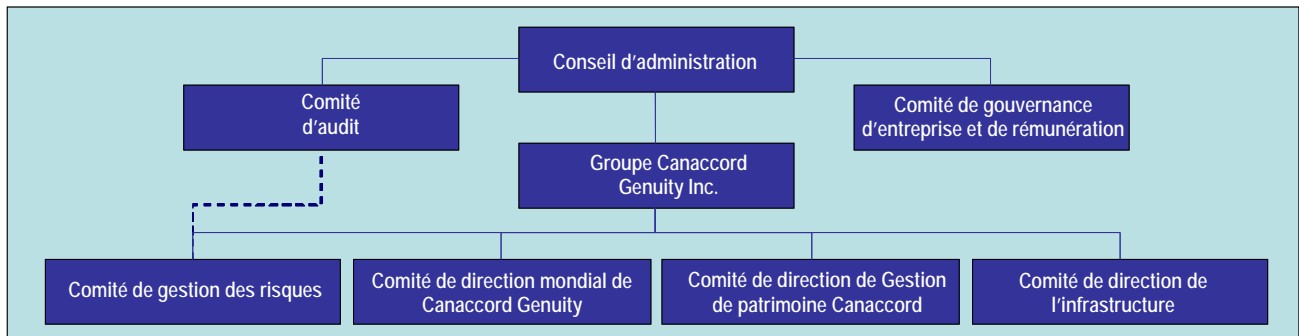 Conseil d'administration
Comité
d'audit
Comité de gouvernance
d'entreprise et de rémunération
Groupe Canaccord
Genuity Inc.
Comité de gestion des risques
Comité de direction mondial de
Canaccord Genuity
Comité de direction de Gestion
de patrimoine Canaccord
Comité de direction de
l'infrastructure